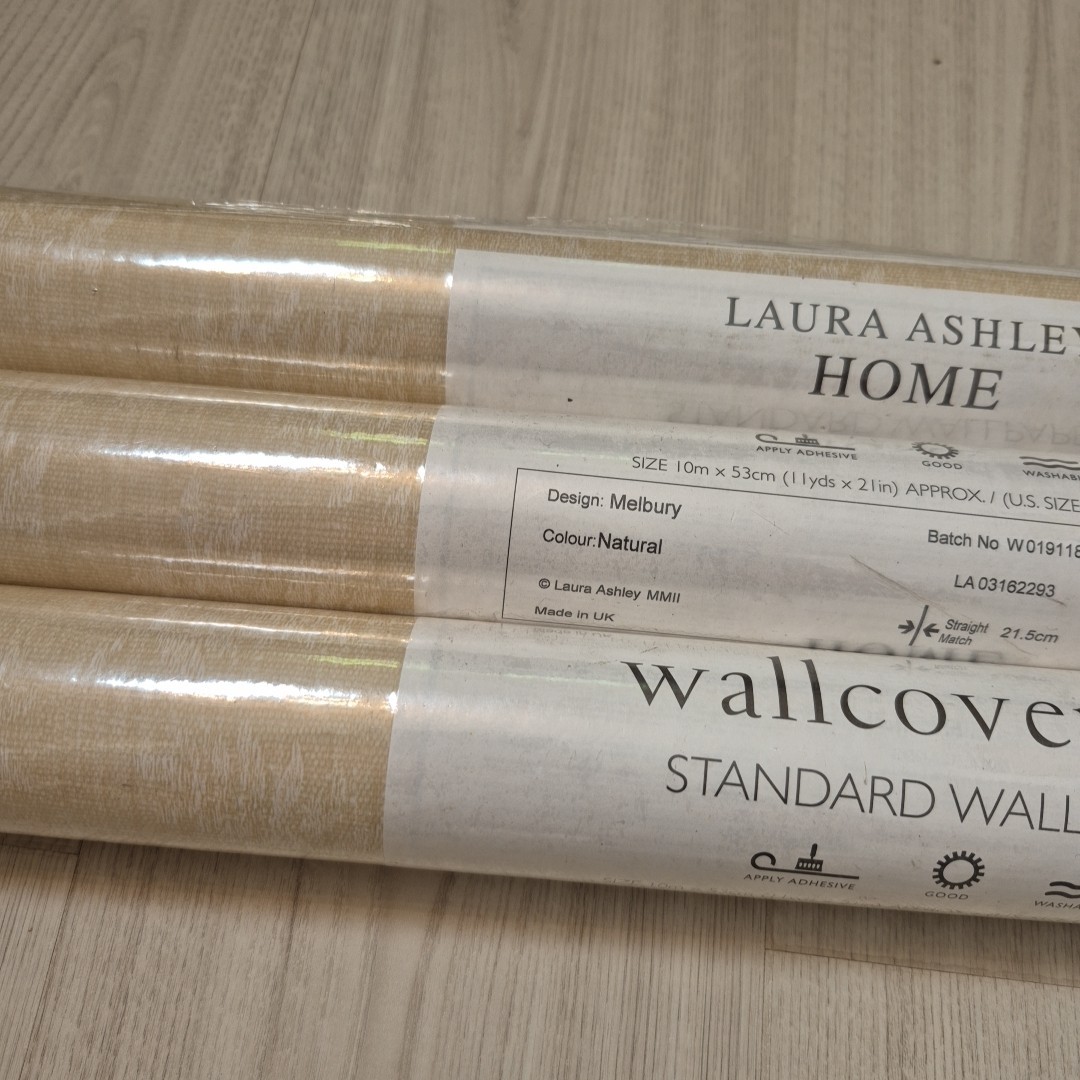 LAURA ASHLEY
HOME
APPLY ADHESIVE
GOOD
WASHAB
SIZE 10m x 53cm (11yds x 21in) APPROX. / (U.S. SIZE
Design: Melbury
Colour:Natural
Batch No W019118
LA 03162293
© Laura Ashley MMII
Made in UK
Straight
Match
21.5cm
wallcove
STANDARD WALL
APPLY ADHESIVE
GOOD
WASHA